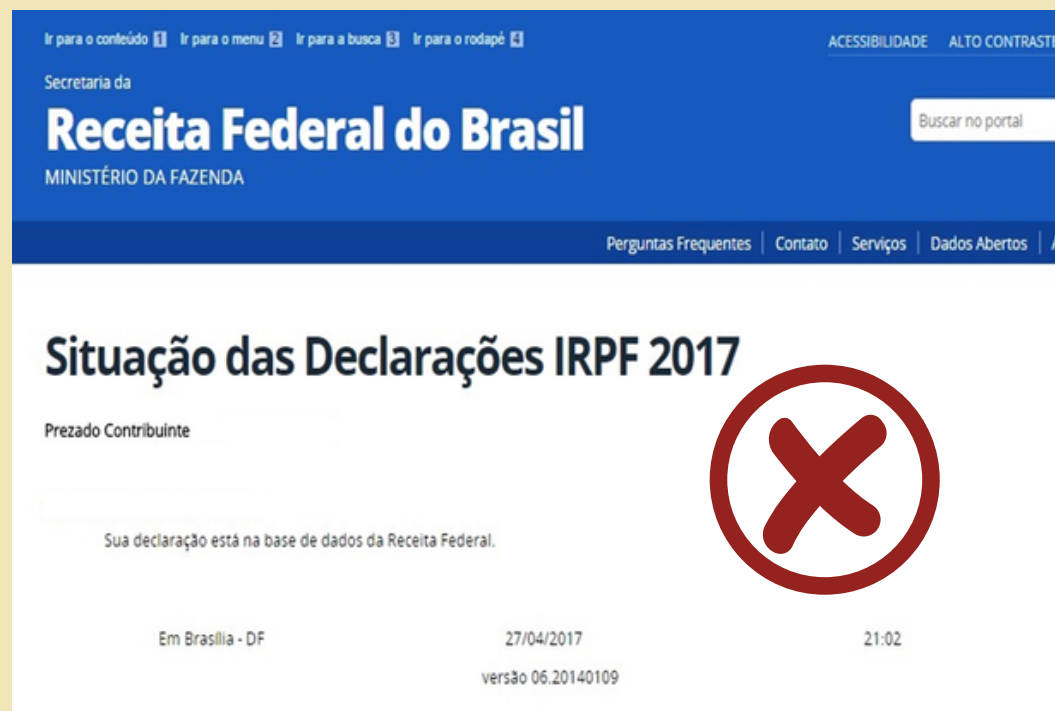 Ir para o conteúdo 1 Ir para o menu 2 Ir para a busca 3 Ir para o rodapé 4
ACESSIBILIDADE ALTO CONTRASTE
Secretaria da
Receita Federal do Brasil
MINISTÉRIO DA FAZENDA
Buscar no portal
Perguntas Frequentes | Contato | Serviços | Dados Abertos |
Situação das Declarações IRPF 2017
Prezado Contribuinte
Sua declaração está na base de dados da Receita Federal.
Em Brasília - DF 27/04/2017 21:02
versão 06.20140109